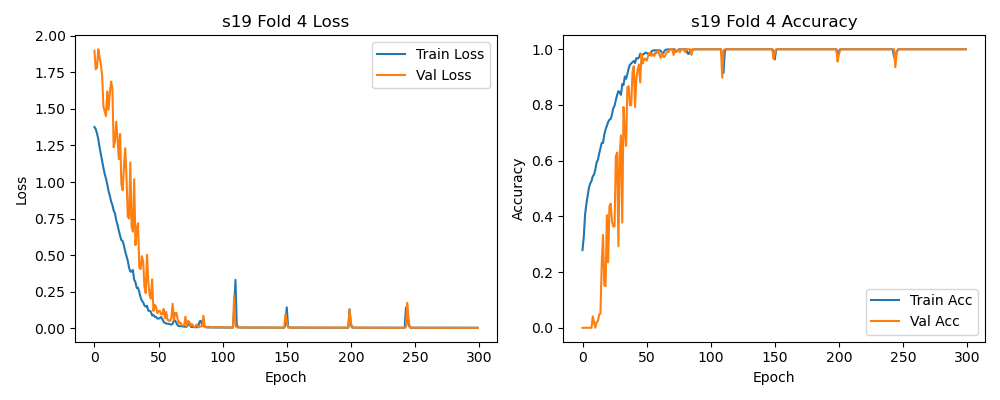 s19 Fold 4 Loss
Loss
2.00
1.75
1.50
1.25
1.00
0.75
0.50
0.25
0.00
Train Loss
Val Loss
0
50
100
150
200
250
300
Epoch
s19 Fold 4 Accuracy
Accuracy
1.0
0.8
0.6
0.4
0.2
0.0
Train Acc
Val Acc
0
50
100
150
200
250
300
Epoch